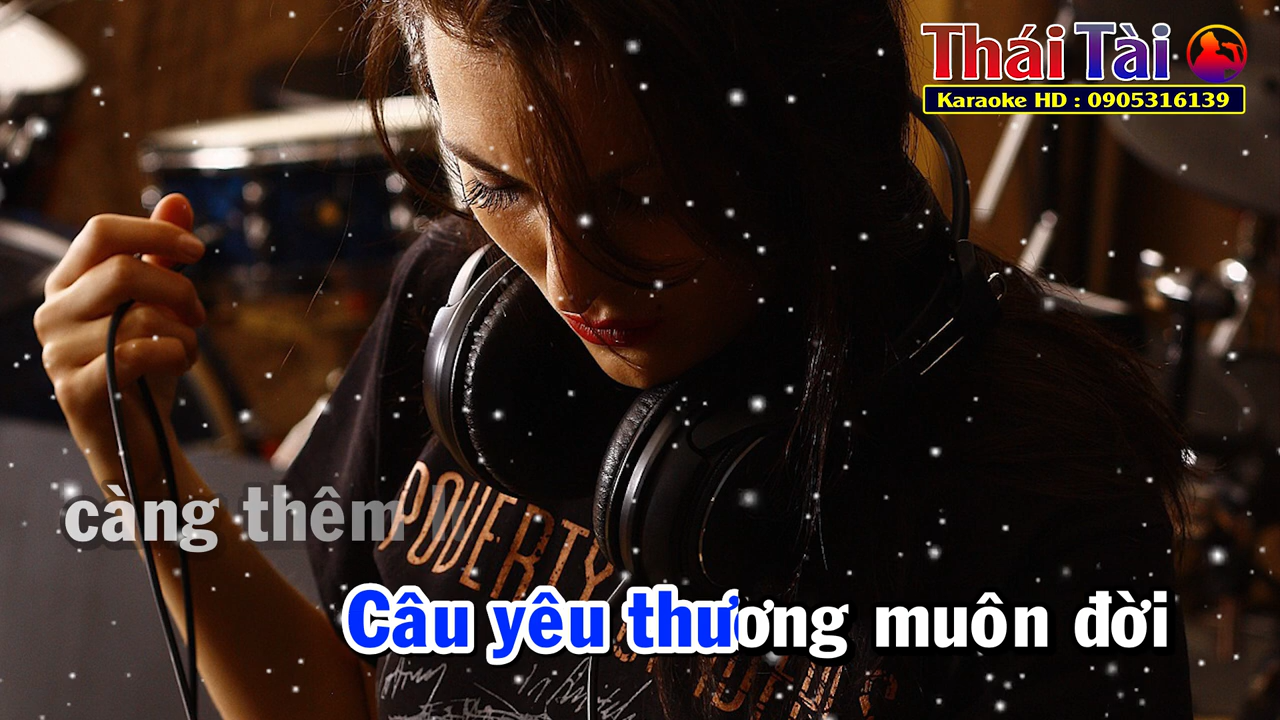 Thái Tài
Karaoke HD : 0905316139
càng thêm
POVERTY
Câu yêu thương muôn đời